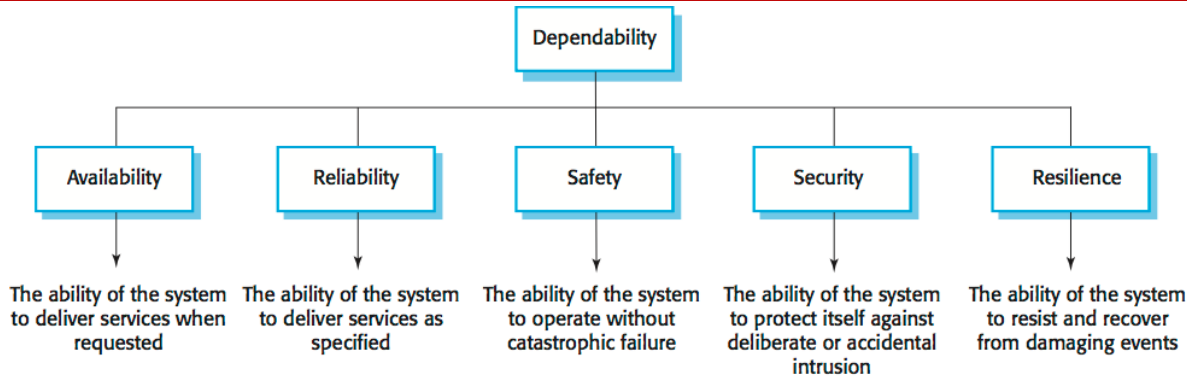 Dependability
Availability
Reliability
Safety
Security
Resilience
The ability of the system
to deliver services when
requested
The ability of the system
to deliver services as
specified
The ability of the system
to operate without
catastrophic failure
The ability of the system
to protect itself against
deliberate or accidental
intrusion
The ability of the system
to resist and recover
from damaging events